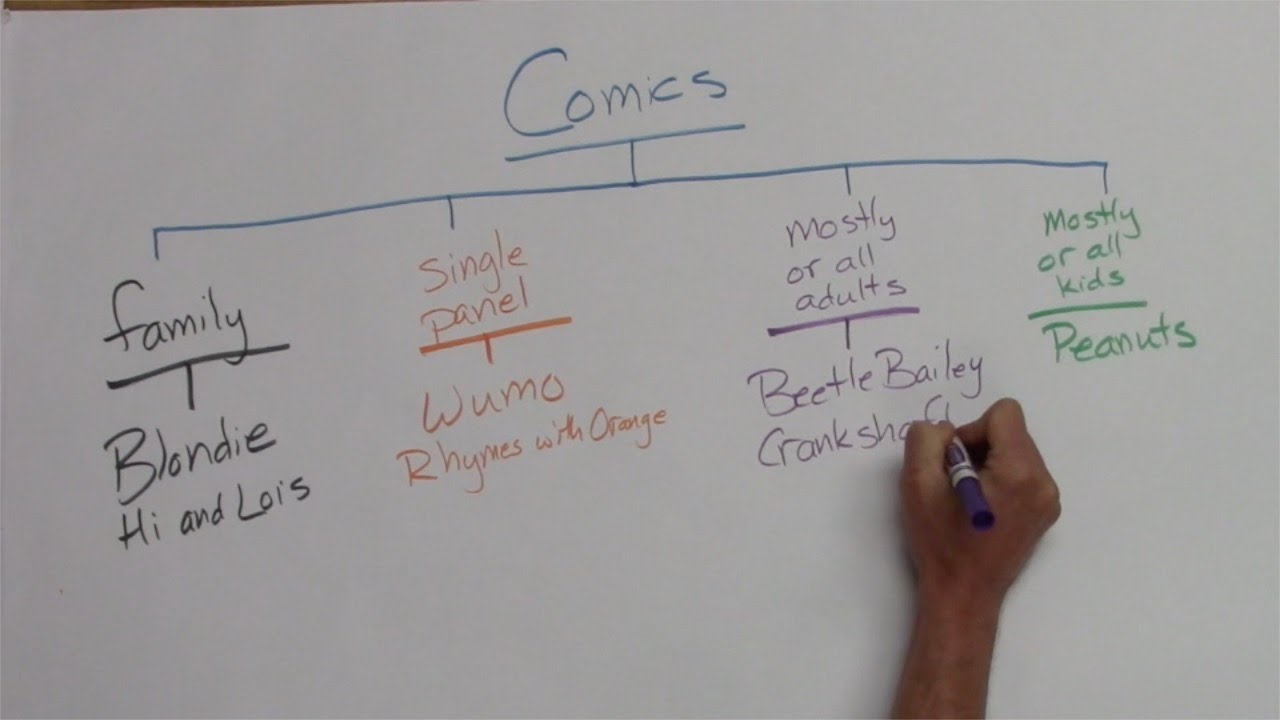 Comics
family
Blondie
Hi and Lois
Single
panel
Wumo
Rhymes with Orange
Mostly
or all
adults
Beetle Bailey
Mostly
or all
kids
Peanuts